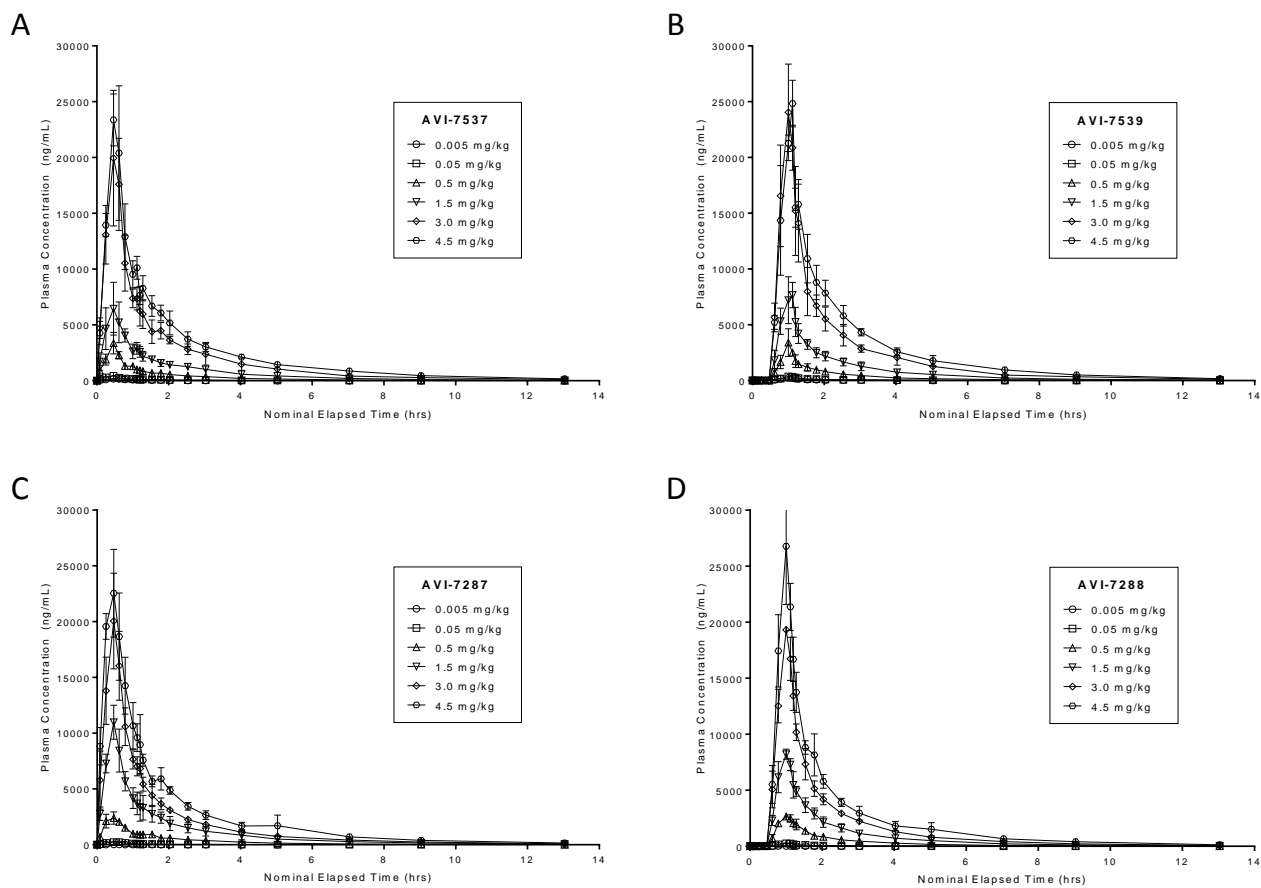 A
30000
25000
20000
15000
10000
5000
0
Plasma Concentration (ng/mL)
0 2 4 6 8 10 12 14
Nominal Elapsed Time (hrs)
AVI-7537
0.005 mg/kg
0.05 mg/kg
0.5 mg/kg
1.5 mg/kg
3.0 mg/kg
4.5 mg/kg
B
30000
25000
20000
15000
10000
5000
0
Plasma Concentration (ng/mL)
0 2 4 6 8 10 12 14
Nominal Elapsed Time (hrs)
AVI-7539
0.005 mg/kg
0.05 mg/kg
0.5 mg/kg
1.5 mg/kg
3.0 mg/kg
4.5 mg/kg
C
30000
25000
20000
15000
10000
5000
0
Plasma Concentration (ng/mL)
0 2 4 6 8 10 12 14
Nominal Elapsed Time (hrs)
AVI-7287
0.005 mg/kg
0.05 mg/kg
0.5 mg/kg
1.5 mg/kg
3.0 mg/kg
4.5 mg/kg
D
30000
25000
20000
15000
10000
5000
0
Plasma Concentration (ng/mL)
0 2 4 6 8 10 12 14
Nominal Elapsed Time (hrs)
AVI-7288
0.005 mg/kg
0.05 mg/kg
0.5 mg/kg
1.5 mg/kg
3.0 mg/kg
4.5 mg/kg